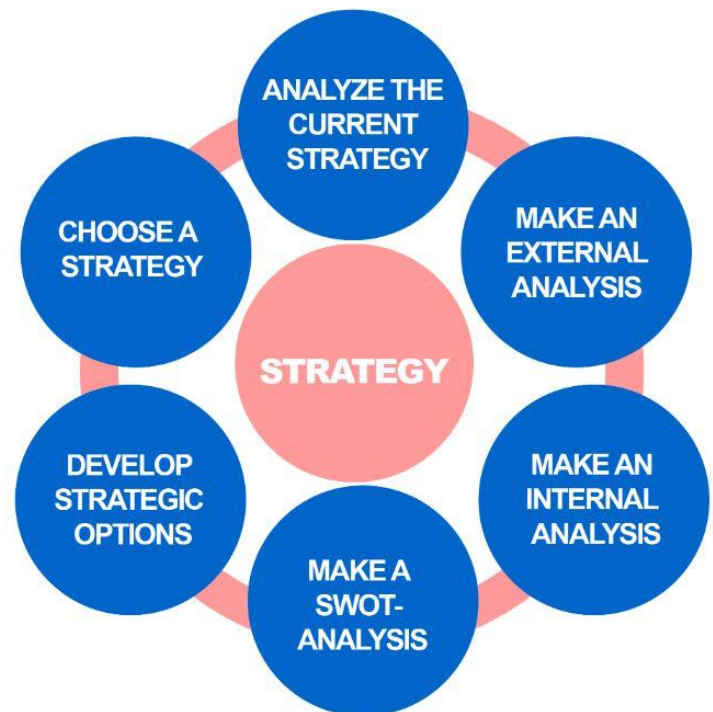 ANALYZE THE
CURRENT
STRATEGY
MAKE AN
EXTERNAL
ANALYSIS
MAKE AN
INTERNAL
ANALYSIS
MAKE A
SWOT-
ANALYSIS
DEVELOP
STRATEGIC
OPTIONS
CHOOSE A
STRATEGY
STRATEGY